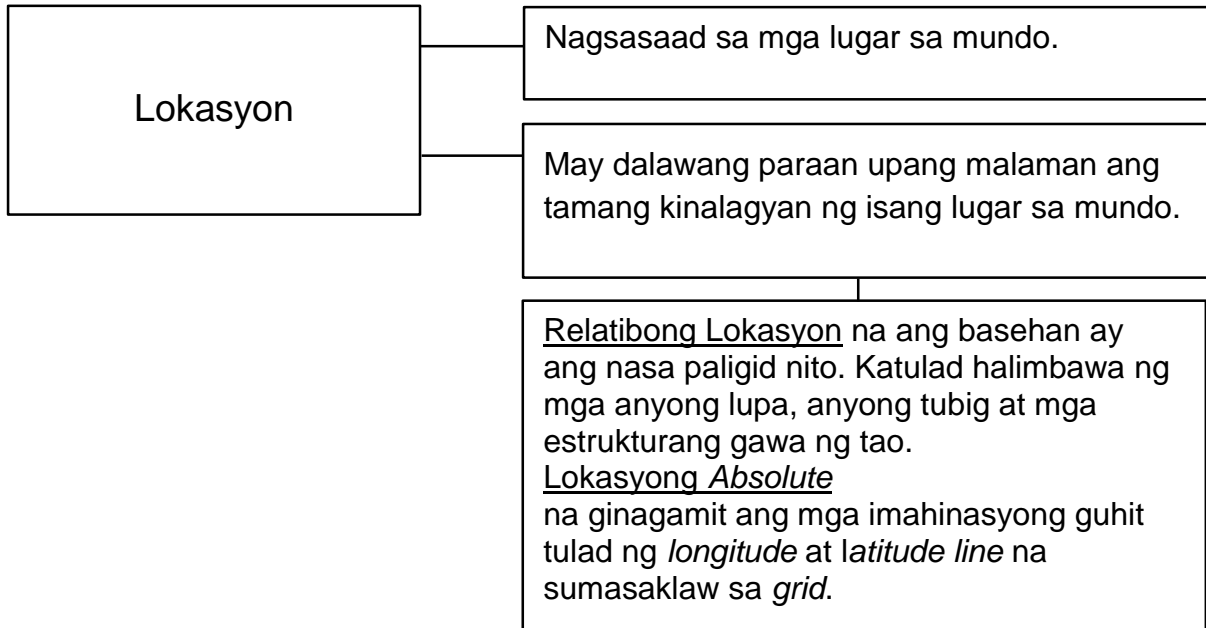 Lokasyon
Nagsasaad sa mga lugar sa mundo.
May dalawang paraan upang malaman ang
tamang kinalagyan ng isang lugar sa mundo.
Relatibong Lokasyon na ang basehan ay
ang nasa paligid nito. Katulad halimbawa ng
mga anyong lupa, anyong tubig at mga
estrukturang gawa ng tao.
Lokasyong Absolute
na ginagamit ang mga imahinasyong guhit
tulad ng longitude at latitude line na
sumasaklaw sa grid.